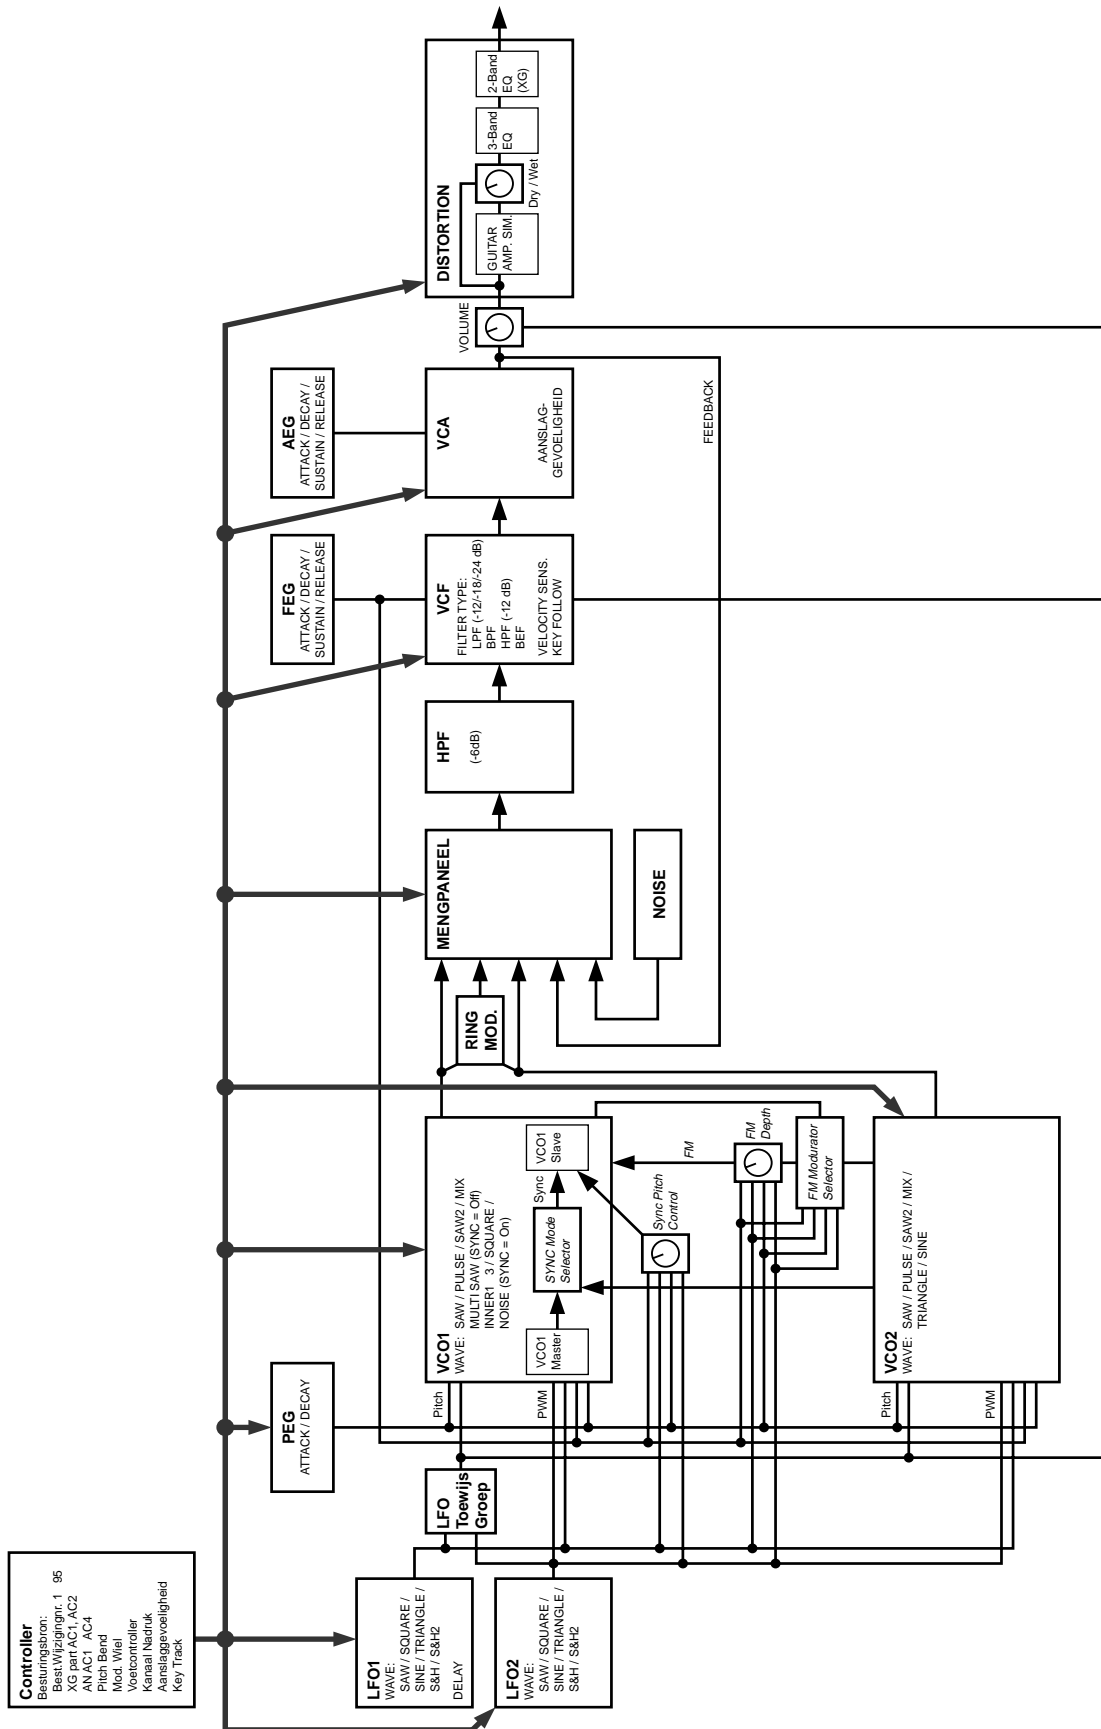 Controller
Besturingsbron:
Best.Wijzigingnr. 1 95
XG part AC1, AC2
AN AC1 AC4
Pitch Bend
Mod. Wiel
Voetcontroller
Kanaal Nadruk
Aanslaggevoeligheid
Key Track
LFO1
WAVE:
SAW / SQUARE /
SINE / TRIANGLE /
S&H / S&H2
DELAY
LFO2
WAVE:
SAW / SQUARE /
SINE / TRIANGLE /
S&H / S&H2
LFO
Toewijs
Groep
PEG
ATTACK / DECAY
Pitch
PWM
VCO1
WAVE: SAW / PULSE / SAW2 / MIX
MULTI SAW (SYNC = Off)
INNER1 3 / SQUARE /
NOISE (SYNC = On)
VCO1
Master
SYNC Mode
Selector
Sync
VCO1
Slave
Sync Pitch
Control
FM
FM
Depth
FM Modurator
Selector
Pitch
PWM
VCO2
WAVE: SAW / PULSE / SAW2 / MIX /
TRIANGLE / SINE
RING
MOD.
MENGPANEEL
NOISE
HPF
(-6dB)
FEG
ATTACK / DECAY /
SUSTAIN / RELEASE
VCF
FILTER TYPE:
LPF (-12/-18/-24 dB)
BPF
HPF (-12 dB)
BEF
VELOCITY SENS.
KEY FOLLOW
AEG
ATTACK / DECAY /
SUSTAIN / RELEASE
VCA
AANSLAG-
GEVOELIGHEID
FEEDBACK
VOLUME
DISTORTION
GUITAR
AMP. SIM.
Dry / Wet
3-Band
EQ
2-Band
EQ
(XG)